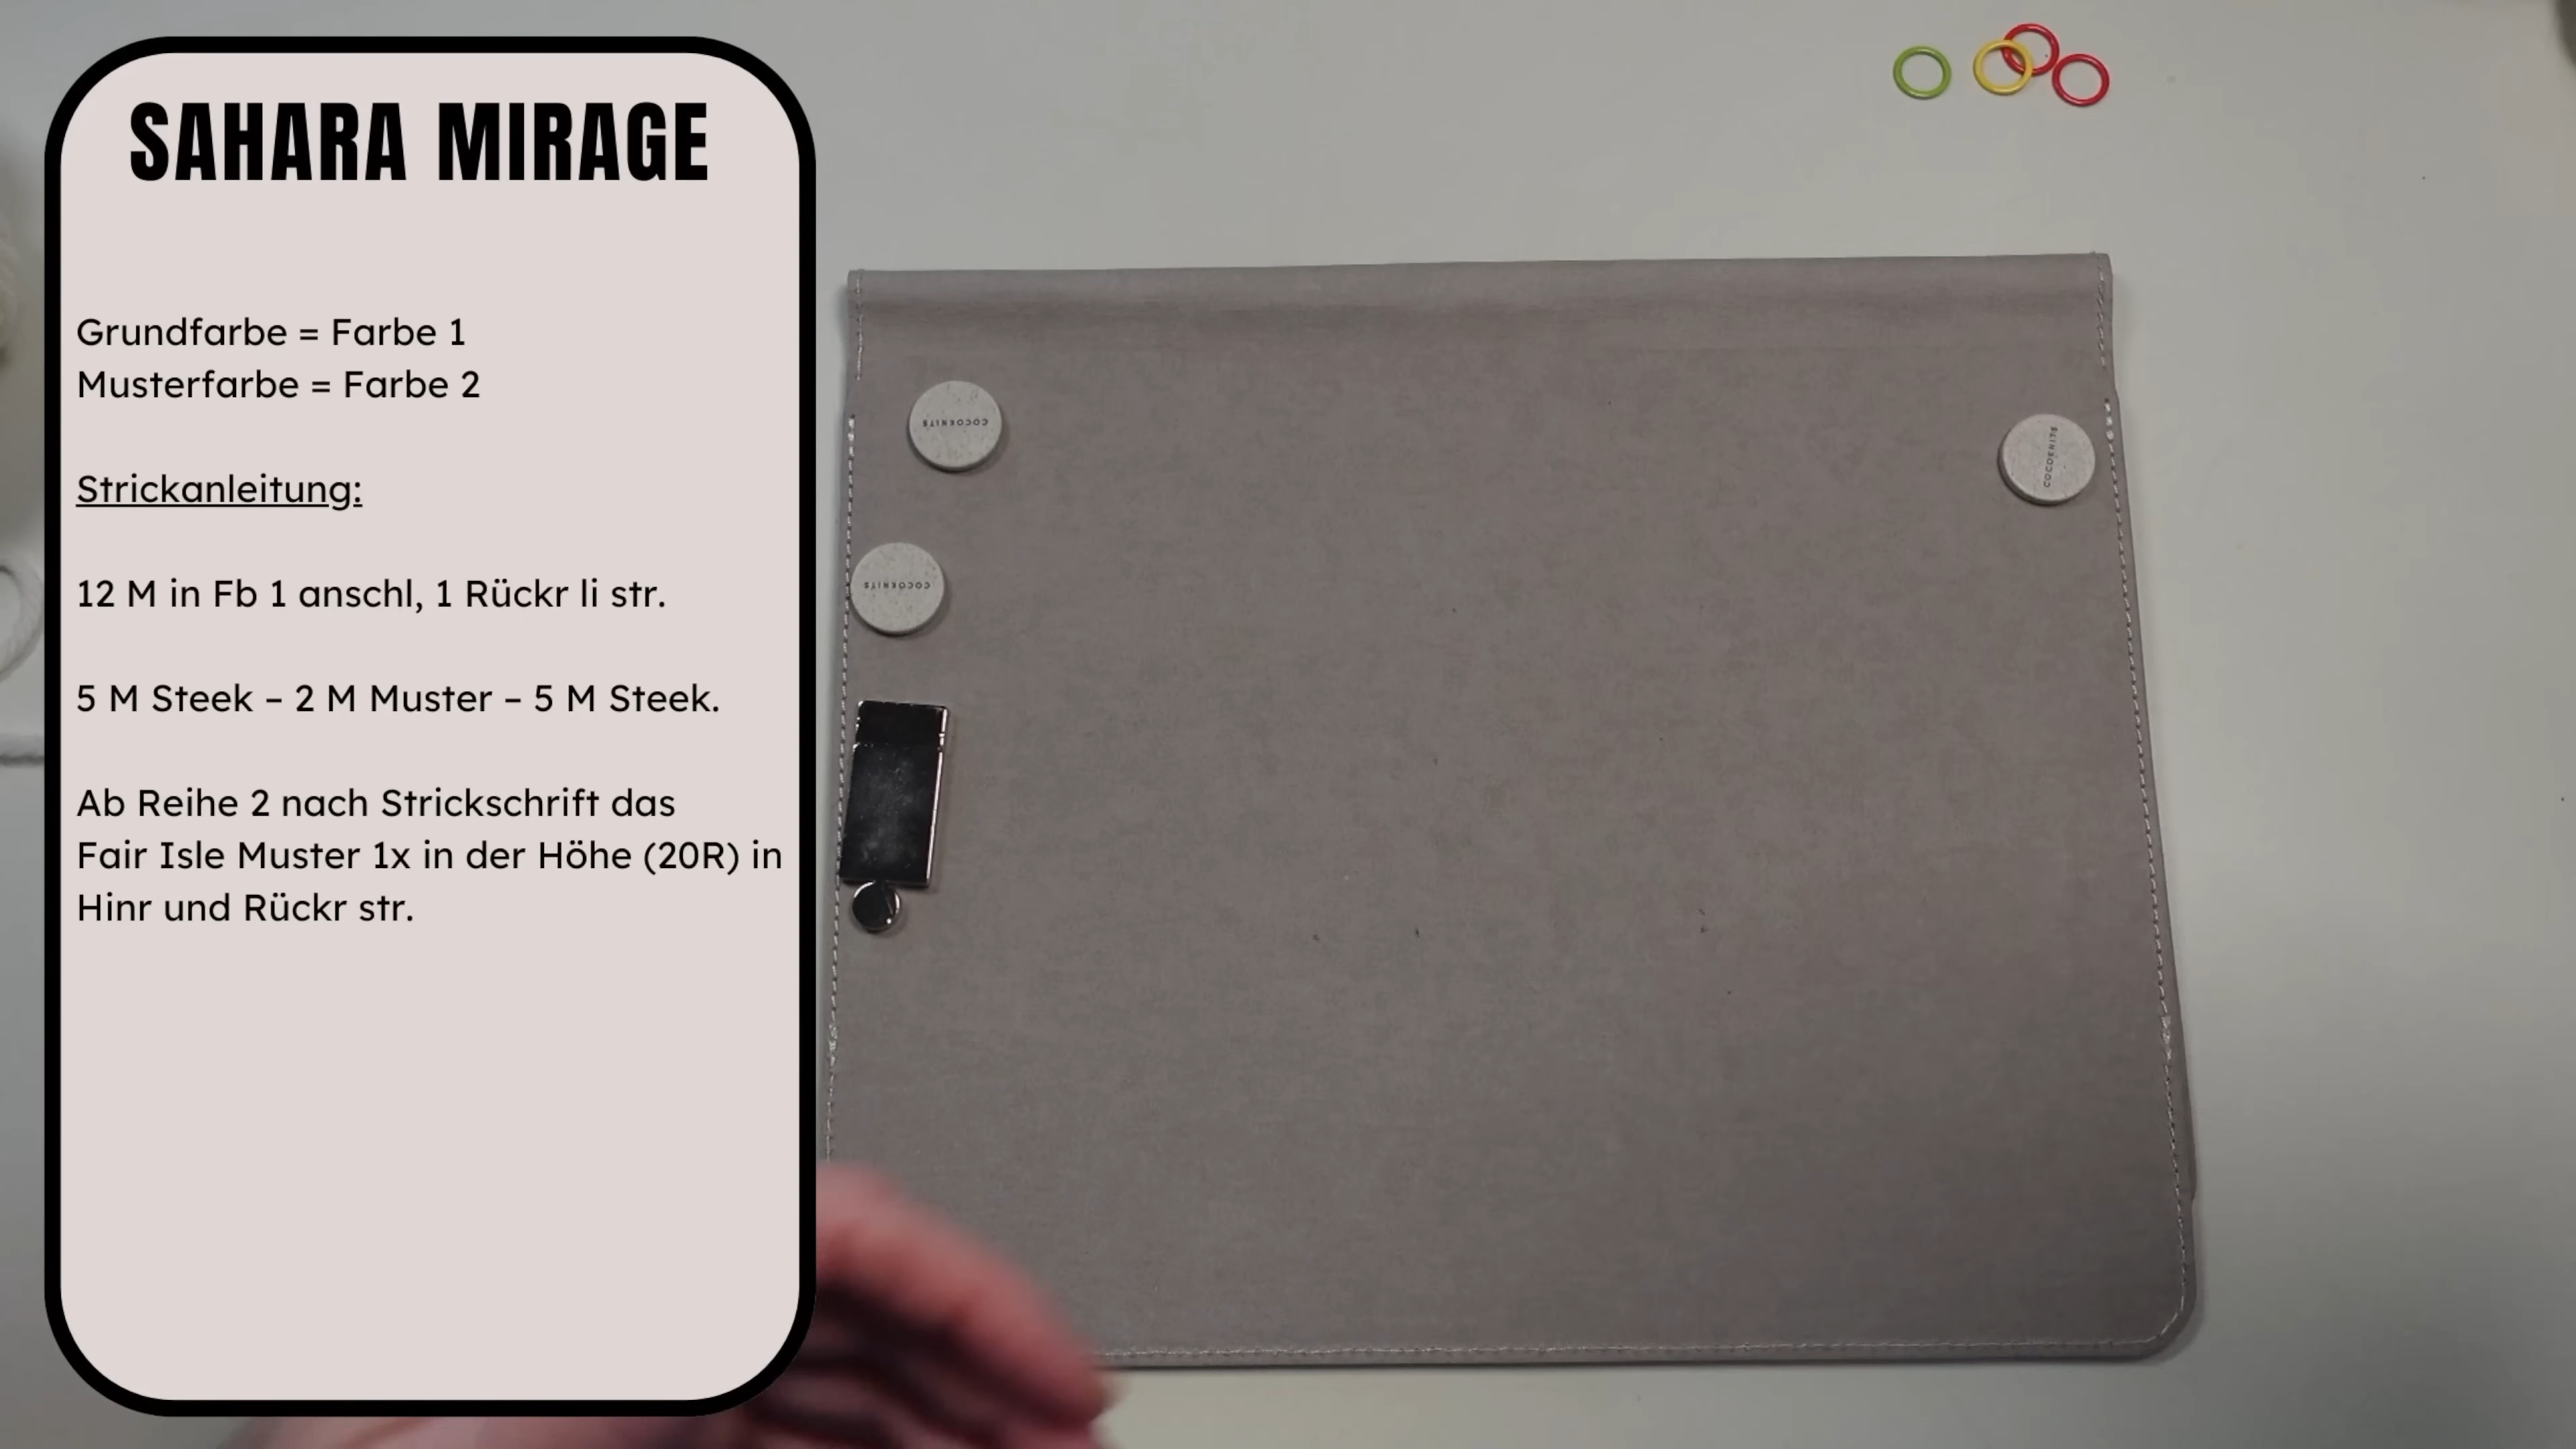 SAHARA MIRAGE
Grundfarbe = Farbe 1
Musterfarbe = Farbe 2
Strickanleitung:
12 M in Fb 1 anschl, 1 Rückr li str.
5 M Steek – 2 M Muster – 5 M Steek.
Ab Reihe 2 nach Strickschrift das
Fair Isle Muster 1x in der Höhe (20R) in
Hinr und Rückr str.
COCOKNITS
COCOKNITS
COCOKNITS